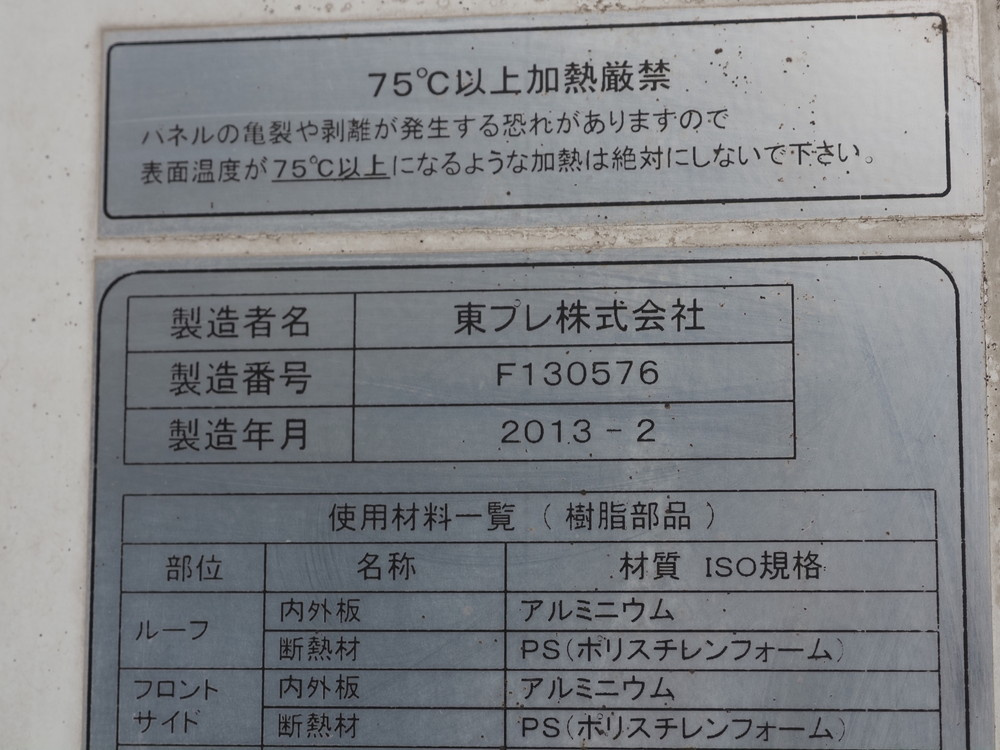 75℃以上加熱厳禁
パネルの亀裂や剥離が発生する恐れがありますので
表面温度が75℃以上になるような加熱は絶対にしないで下さい。
製造者名 東プレ株式会社
製造番号 F130576
製造年月 2013-2
使用材料一覧（樹脂部品）
部位 名称 材質 ISO規格
ルーフ 内外板 アルミニウム
断熱材 PS(ポリスチレンフォーム)
フロント 内外板 アルミニウム
サイド 断熱材 PS(ポリスチレンフォーム)